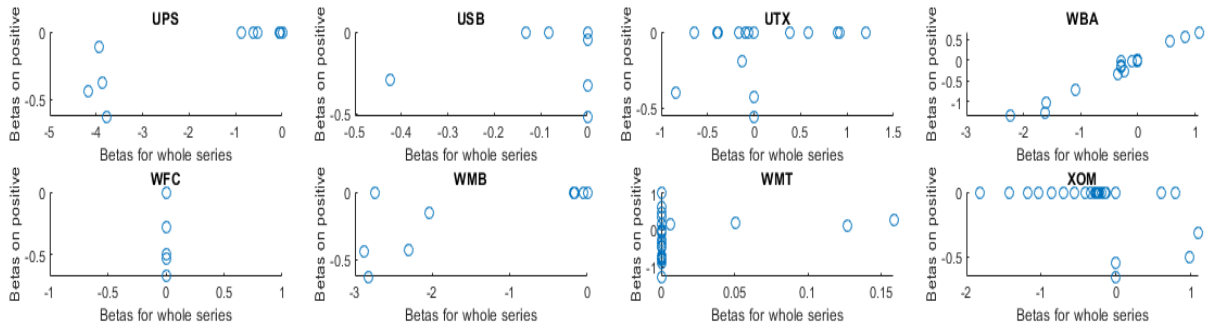 UPS
USB
UTX
WBA
Betas on positive
0
-0.5
-5 -4 -3 -2 -1 0
Betas for whole series
Betas on positive
0
-0.5
-0.5 -0.4 -0.3 -0.2 -0.1 0
Betas for whole series
Betas on positive
0
-0.5
-1 -0.5 0 0.5 1 1.5
Betas for whole series
Betas on positive
0.5
0
-0.5
-1
-3 -2 -1 0 1
Betas for whole series
WFC
WMB
WMT
XOM
Betas on positive
0
-0.5
-1 -0.5 0 0.5 1
Betas for whole series
Betas on positive
0
-0.5
-3 -2 -1 0
Betas for whole series
Betas on positive
1
0
-1
0 0.05 0.1 0.15
Betas for whole series
Betas on positive
0
-0.5
-2 -1 0 1
Betas for whole series